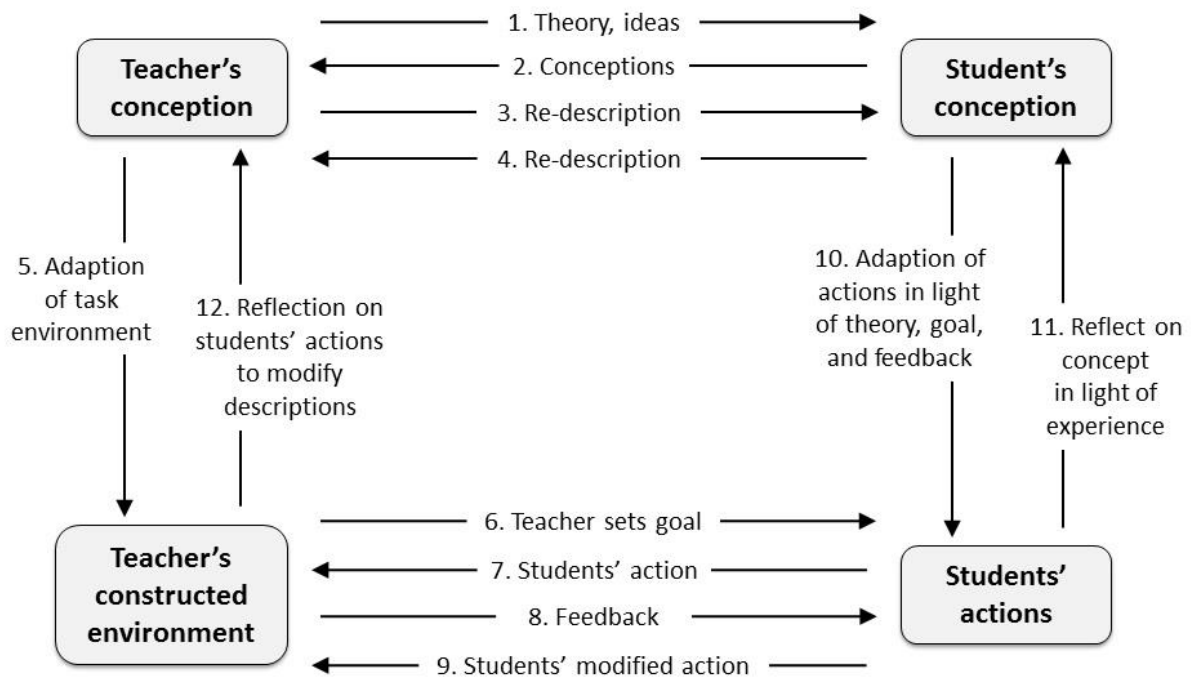 1. Theory, ideas
Teacher's
conception
2. Conceptions
Student's
conception
3. Re-description
4. Re-description
5. Adaption
of task
environment
12. Reflection on
students' actions
to modify
descriptions
10. Adaption of
actions in light
of theory, goal,
and feedback
11. Reflect on
concept
in light of
experience
Teacher's
constructed
environment
6. Teacher sets goal
7. Students' action
8. Feedback
9. Students' modified action
Students'
actions